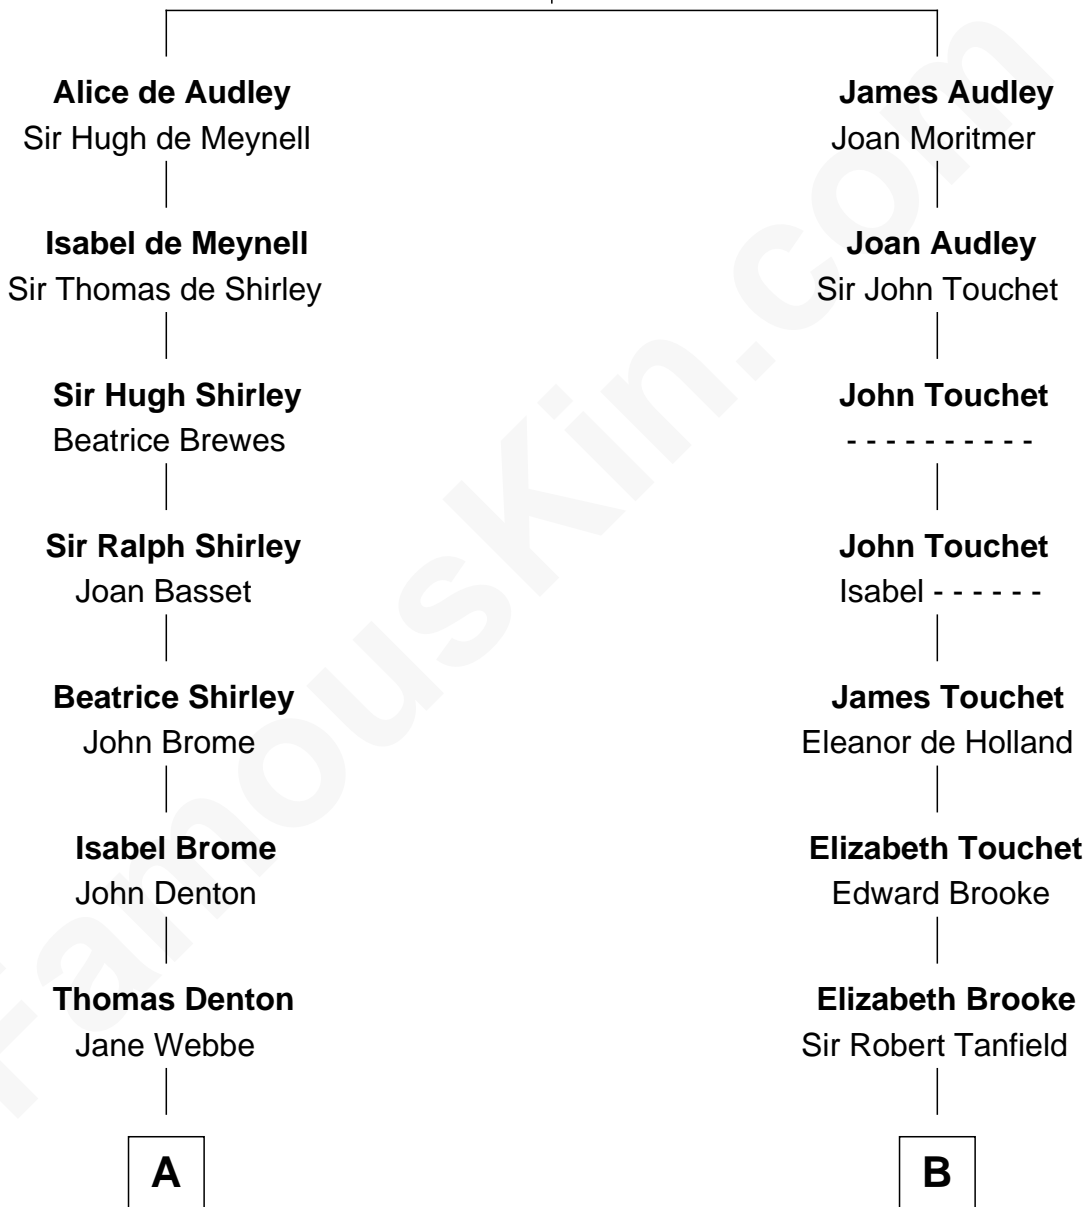 Alice de Audley
Sir Hugh de Meynell
Isabel de Meynell
Sir Thomas de Shirley
Sir Hugh Shirley
Beatrice Brewes
Sir Ralph Shirley
Joan Basset
Beatrice Shirley
John Brome
Isabel Brome
John Denton
Thomas Denton
Jane Webbe
A
James Audley
Joan Moritmer
Joan Audley
Sir John Touchet
John Touchet
- - - - - - - - - -
John Touchet
Isabel - - - - - -
James Touchet
Eleanor de Holland
Elizabeth Touchet
Edward Brooke
Elizabeth Brooke
Sir Robert Tanfield
B
FamousKin.com